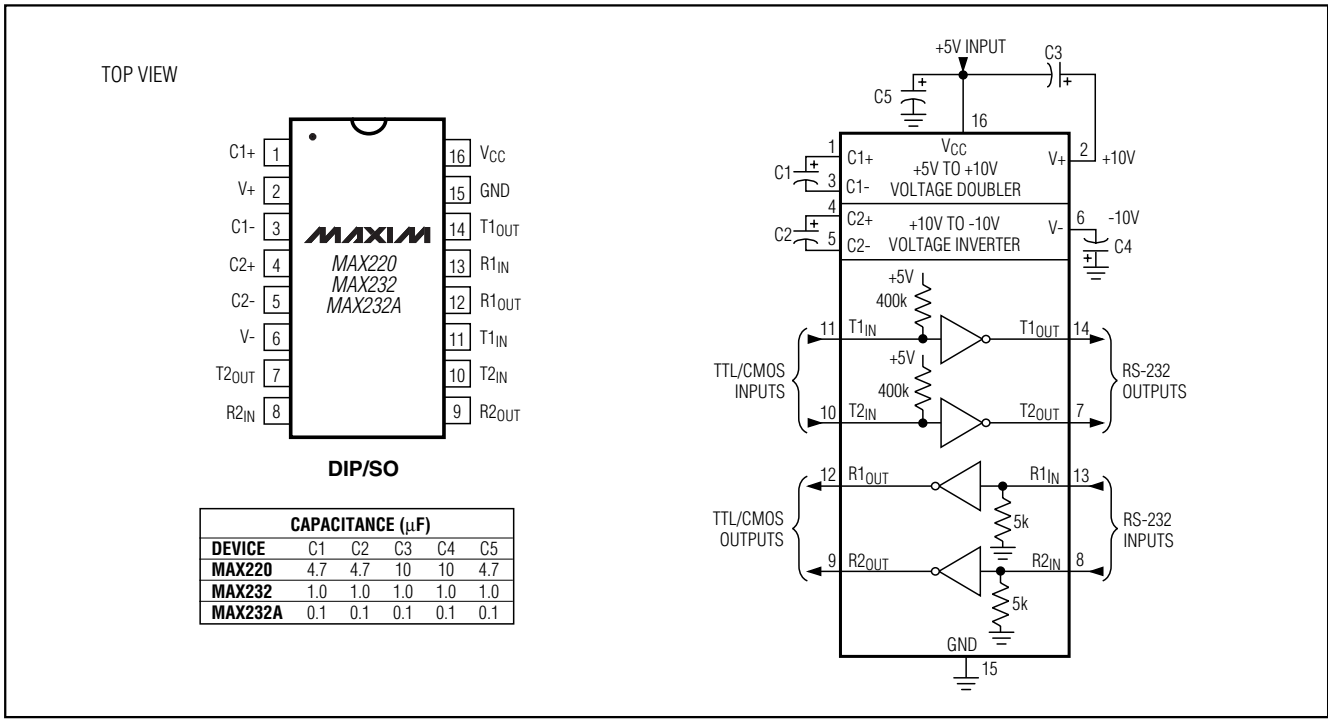 TOP VIEW
C1+ 1
V+ 2
C1- 3
C2+ 4
C2- 5
V- 6
T2OUT 7
R2IN 8
16 VCC
15 GND
14 T1OUT
13 R1IN
12 R1OUT
11 T1IN
10 T2IN
9 R2OUT
MAXIM
MAX220
MAX232
MAX232A
DIP/SO
CAPACITANCE (µF)
DEVICE C1 C2 C3 C4 C5
MAX220 4.7 4.7 10 10 4.7
MAX232 1.0 1.0 1.0 1.0 1.0
MAX232A 0.1 0.1 0.1 0.1 0.1
+5V INPUT
C3
+
C5
+
16
VCC
1
C1+
C1
+
3
C1-
+5V TO +10V
VOLTAGE DOUBLER
V+
2
+10V
4
C2+
C2
+
5
C2-
+10V TO -10V
VOLTAGE INVERTER
V-
6
-10V
C4
+
+5V
400k
11
T1IN
T1OUT
14
+5V
400k
TTL/CMOS
INPUTS
RS-232
OUTPUTS
10
T2IN
T2OUT
7
12
R1OUT
R1IN
13
5k
TTL/CMOS
OUTPUTS
RS-232
INPUTS
9
R2OUT
R2IN
8
5k
GND
15